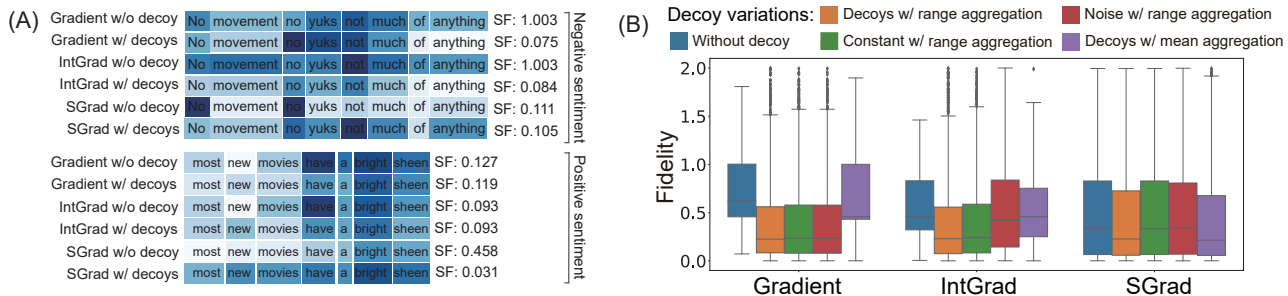 (A)
Gradient w/o decoy No movement no yuks not much of anything SF: 1.003
Gradient w/ decoys No movement no yuks not much of anything SF: 0.075
IntGrad w/o decoy No movement no yuks not much of anything SF: 1.003
IntGrad w/ decoys No movement no yuks not much of anything SF: 0.084
SGrad w/o decoy No movement no yuks not much of anything SF: 0.111
SGrad w/ decoys No movement no yuks not much of anything SF: 0.105
Negative sentiment
Gradient w/o decoy most new movies have a bright sheen SF: 0.127
Gradient w/ decoys most new movies have a bright sheen SF: 0.119
IntGrad w/o decoy most new movies have a bright sheen SF: 0.093
IntGrad w/ decoys most new movies have a bright sheen SF: 0.093
SGrad w/o decoy most new movies have a bright sheen SF: 0.458
SGrad w/ decoys most new movies have a bright sheen SF: 0.031
Positive sentiment
(B)
Decoy variations: Decoys w/ range aggregation Noise w/ range aggregation
Without decoy Constant w/ range aggregation Decoys w/ mean aggregation
Fidelity
2.0
1.5
1.0
0.5
0.0
Gradient IntGrad SGrad